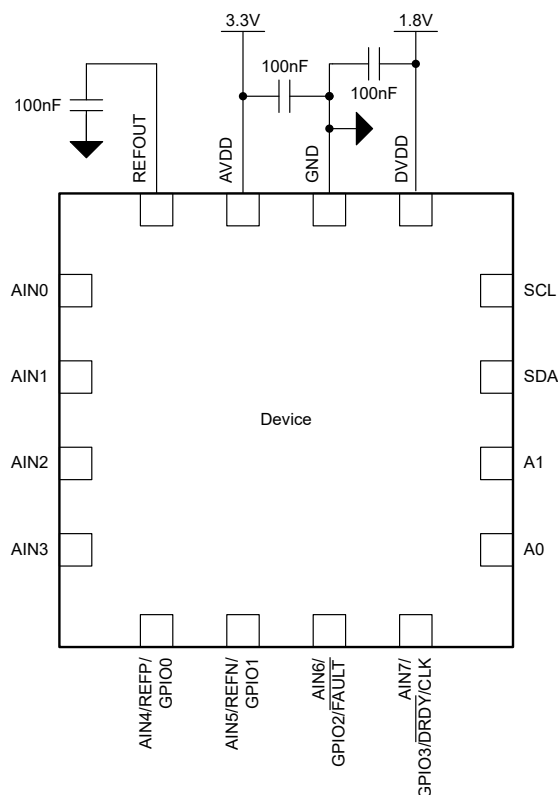 3.3V
1.8V
100nF
100nF
100nF
REFOUT
AVDD
GND
DVDD
AIN0
SCL
AIN1
SDA
Device
AIN2
A1
AIN3
A0
AIN4/REFP/
GPIO0
AIN5/REFN/
GPIO1
AIN6/
GPIO2/FAULT
AIN7/
GPIO3/DRDY/CLK